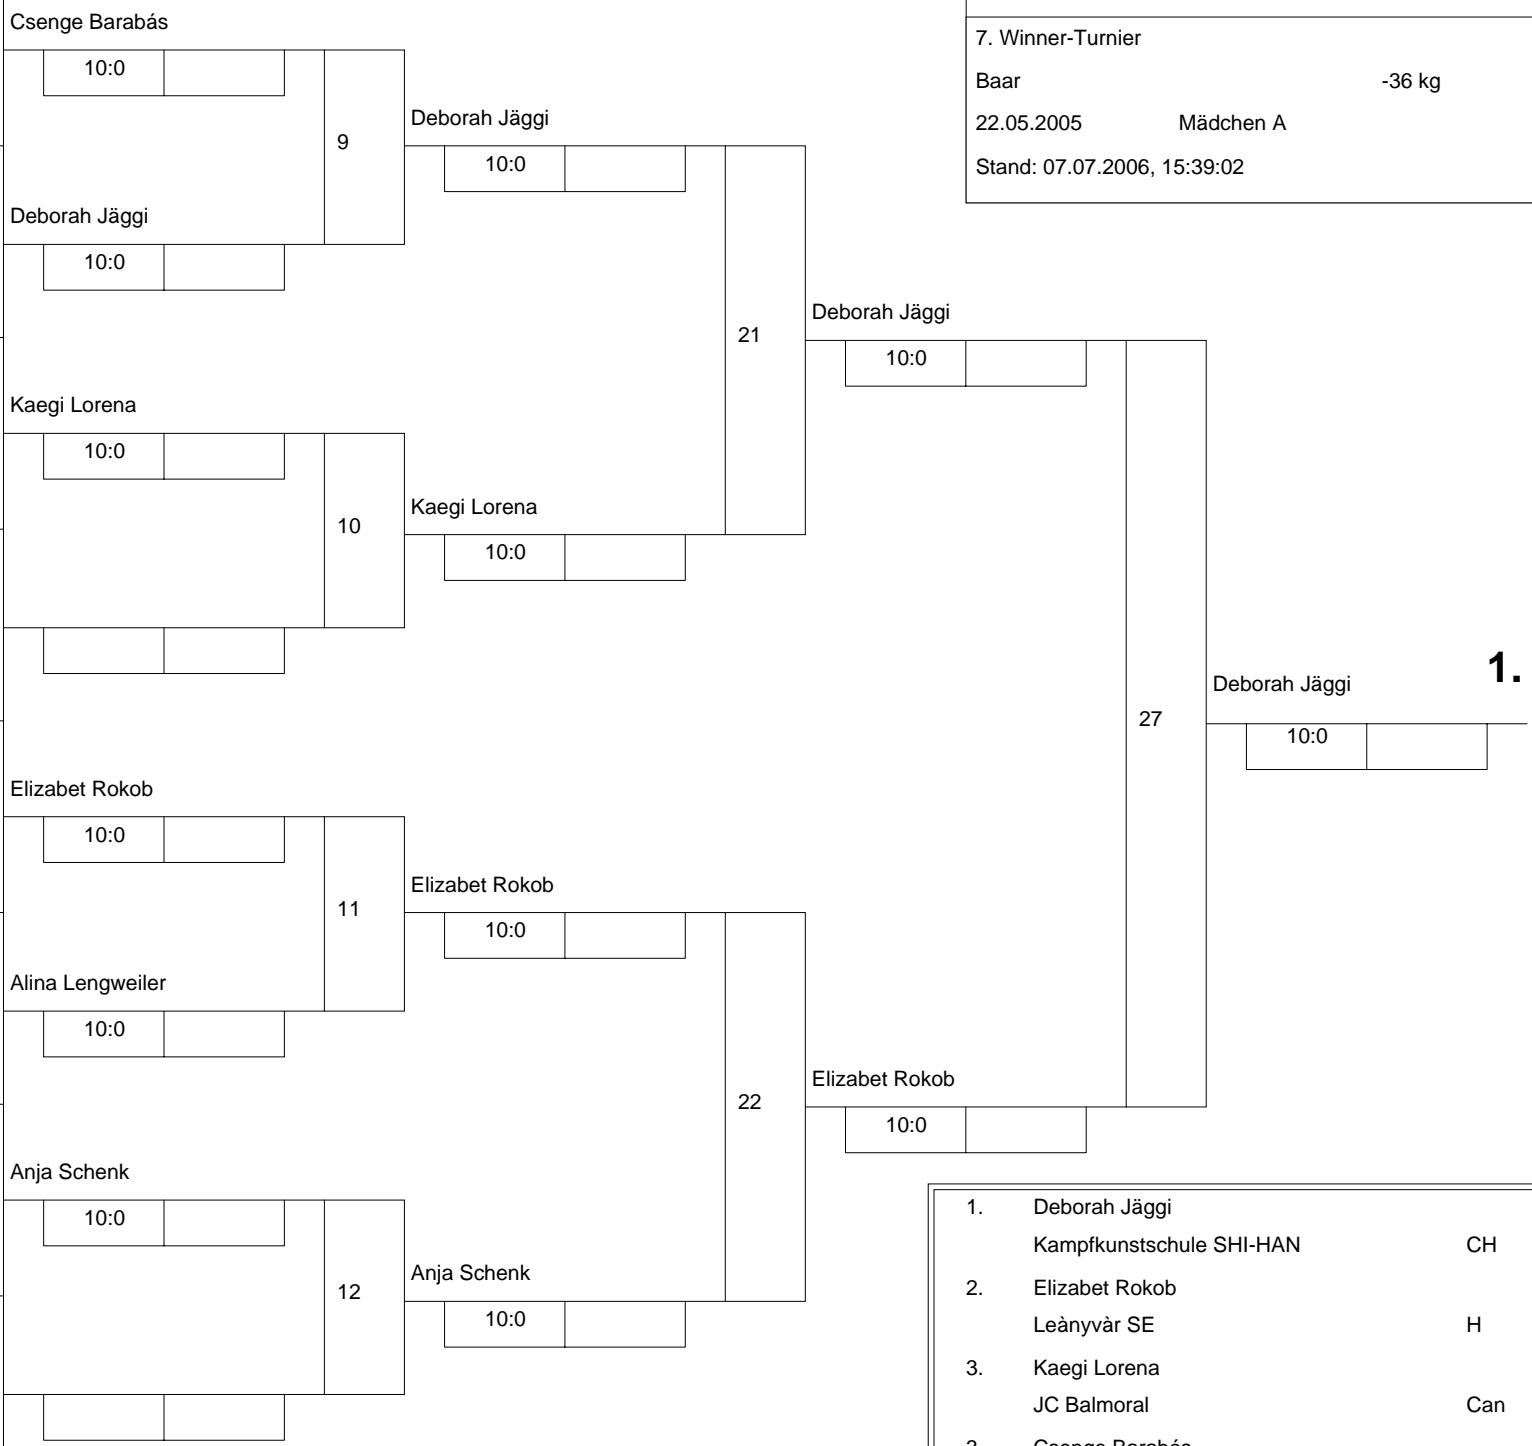 Csenge Barabás
10:0
9
Deborah Jäggi
10:0
Kaegi Lorena
10:0
10
Elizabet Rokob
10:0
11
Alina Lengweiler
10:0
Anja Schenk
10:0
12
Deborah Jäggi
10:0
21
Kaegi Lorena
10:0
Elizabet Rokob
10:0
22
Anja Schenk
10:0
Deborah Jäggi
10:0
27
Elizabet Rokob
10:0
Deborah Jäggi 1.
10:0
7. Winner-Turnier
Baar -36 kg
22.05.2005 Mädchen A
Stand: 07.07.2006, 15:39:02
1. Deborah Jäggi
Kampfkunstschule SHI-HAN CH
2. Elizabet Rokob
Leànyvàr SE H
3. Kaegi Lorena
JC Balmoral Can
3. Csenge Barabás